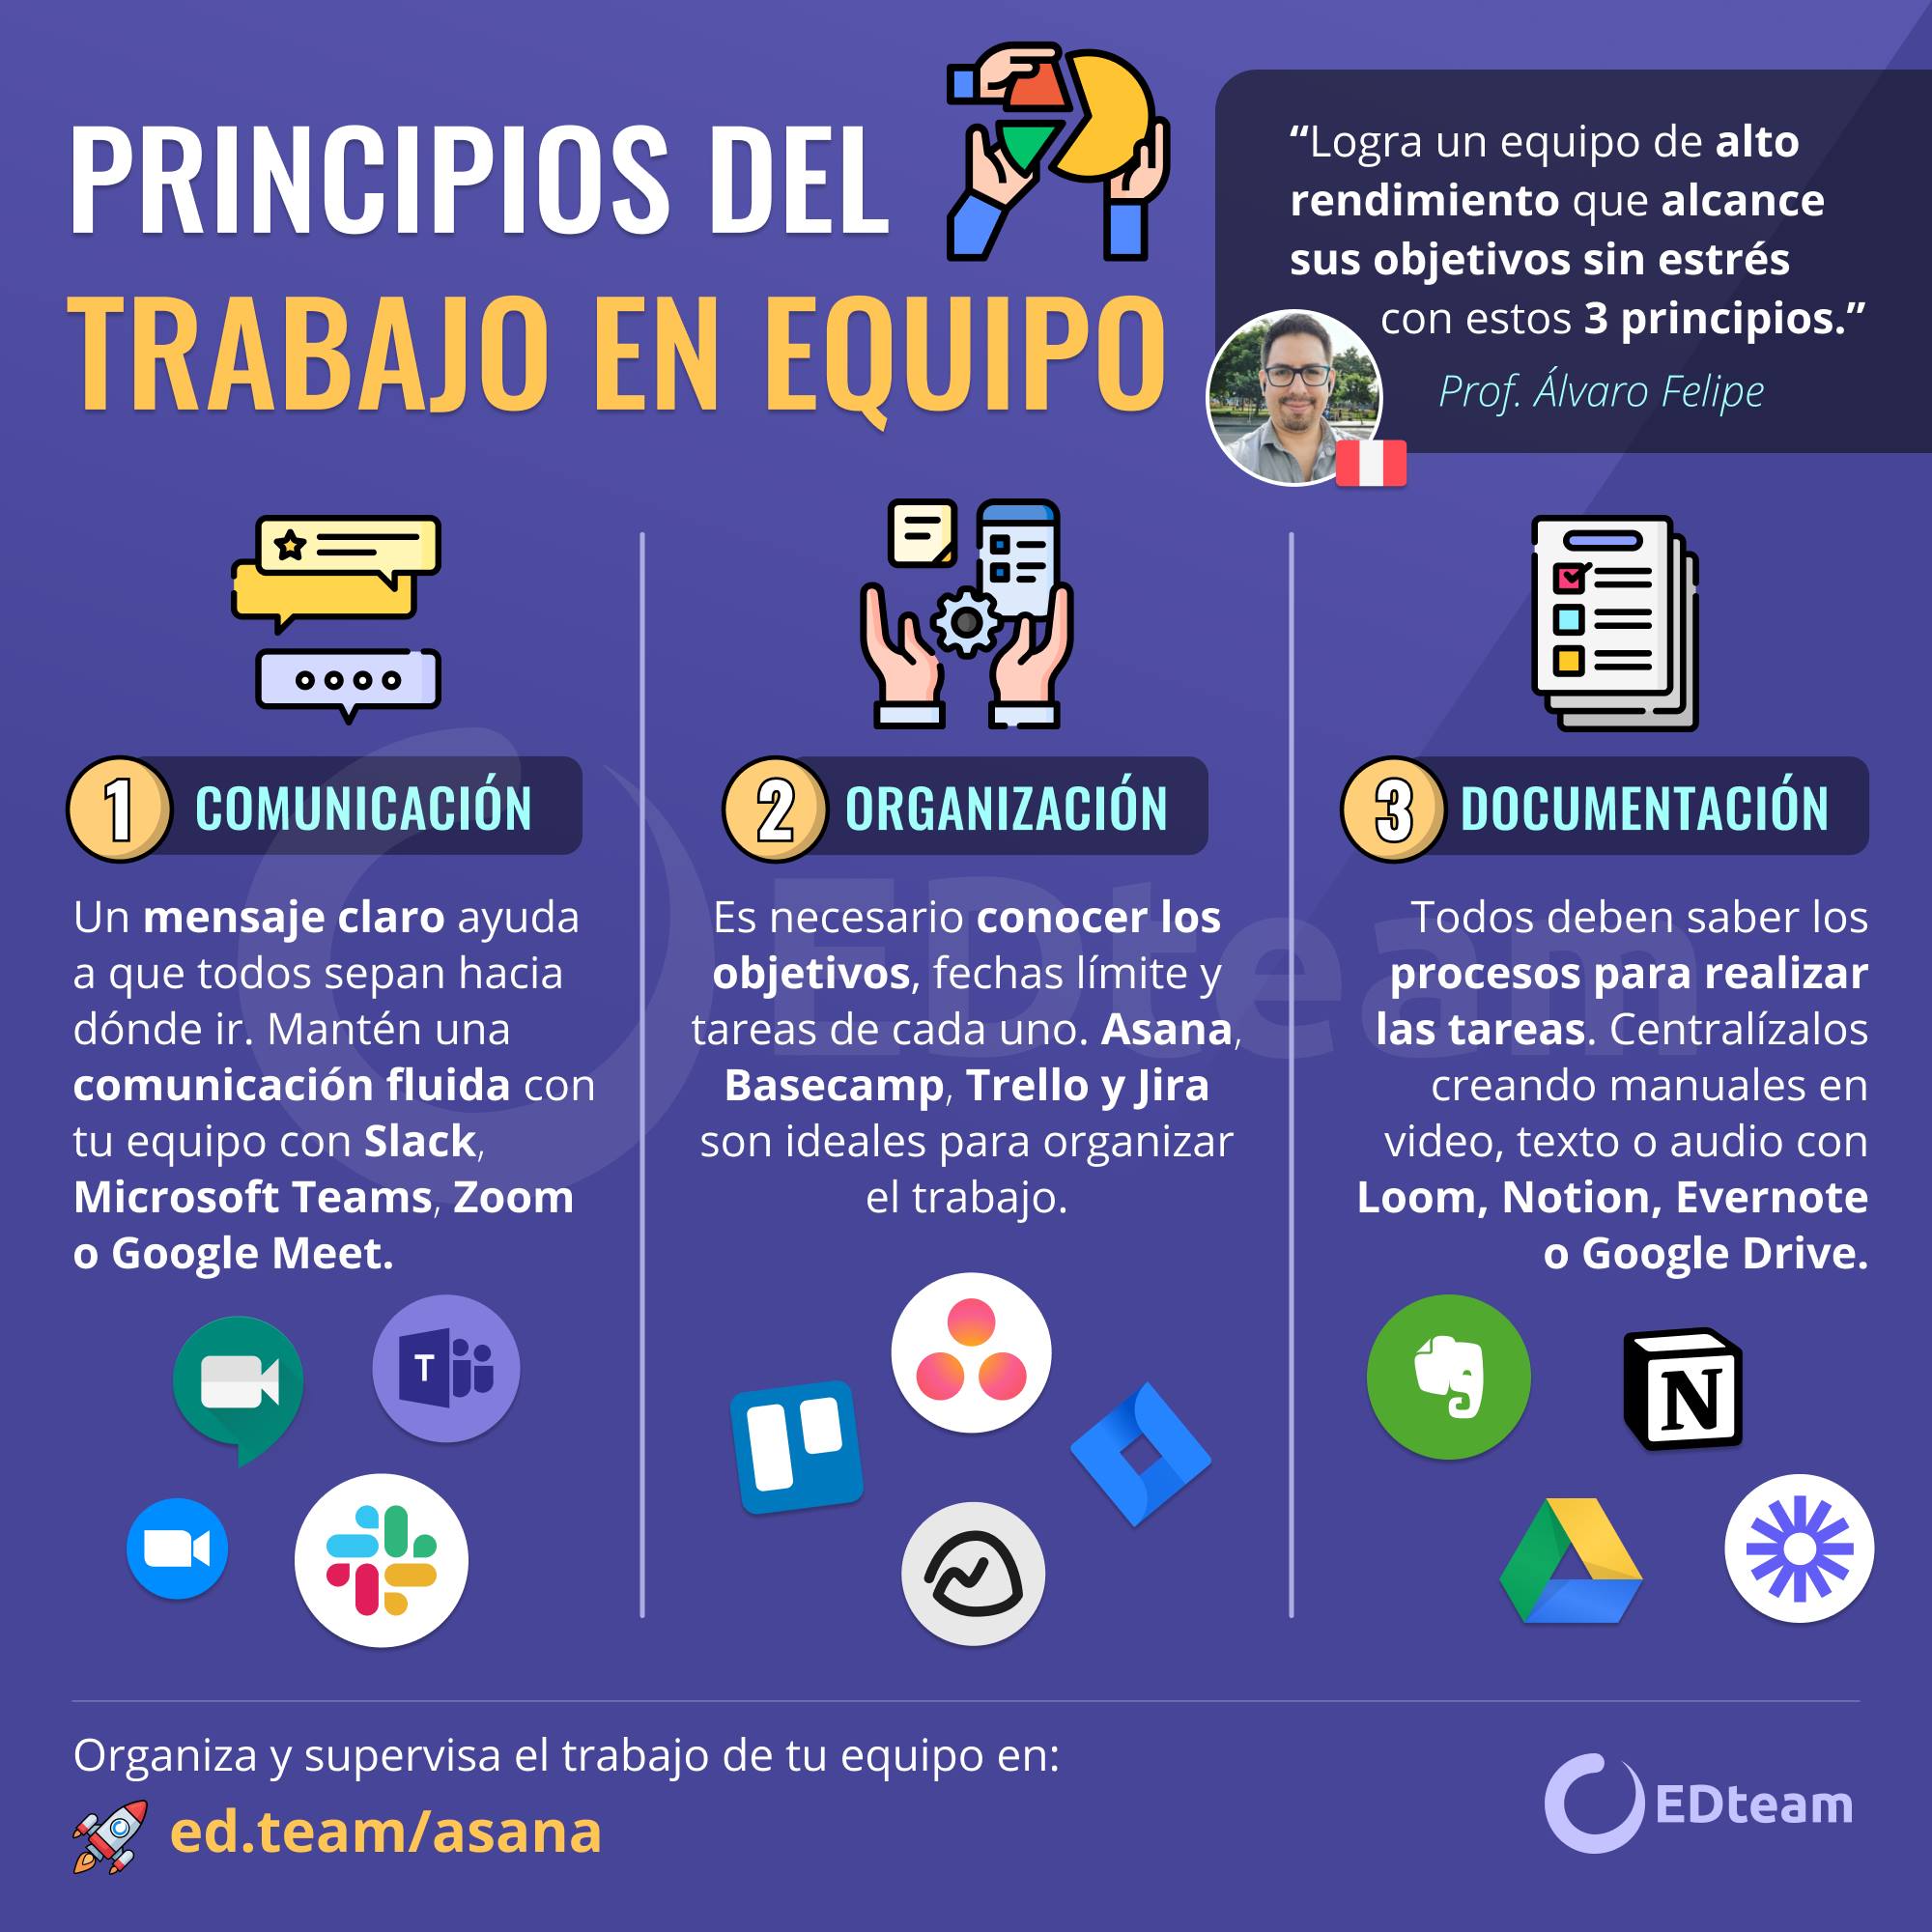 PRINCIPIOS DEL
TRABAJO EN EQUIPO
“Logra un equipo de alto
rendimiento que alcance
sus objetivos sin estrés
con estos 3 principios.”
Prof. Álvaro Felipe
1 COMUNICACIÓN
Un mensaje claro ayuda
a que todos sepan hacia
dónde ir. Mantén una
comunicación fluida con
tu equipo con Slack,
Microsoft Teams, Zoom
o Google Meet.
T
2 ORGANIZACIÓN
Es necesario conocer los
objetivos, fechas límite y
tareas de cada uno. Asana,
Basecamp, Trello y Jira
son ideales para organizar
el trabajo.
3 DOCUMENTACIÓN
Todos deben saber los
procesos para realizar
las tareas. Centralízalos
creando manuales en
video, texto o audio con
Loom, Notion, Evernote
o Google Drive.
N
EDteam
Organiza y supervisa el trabajo de tu equipo en:
ed.team/asana
EDteam